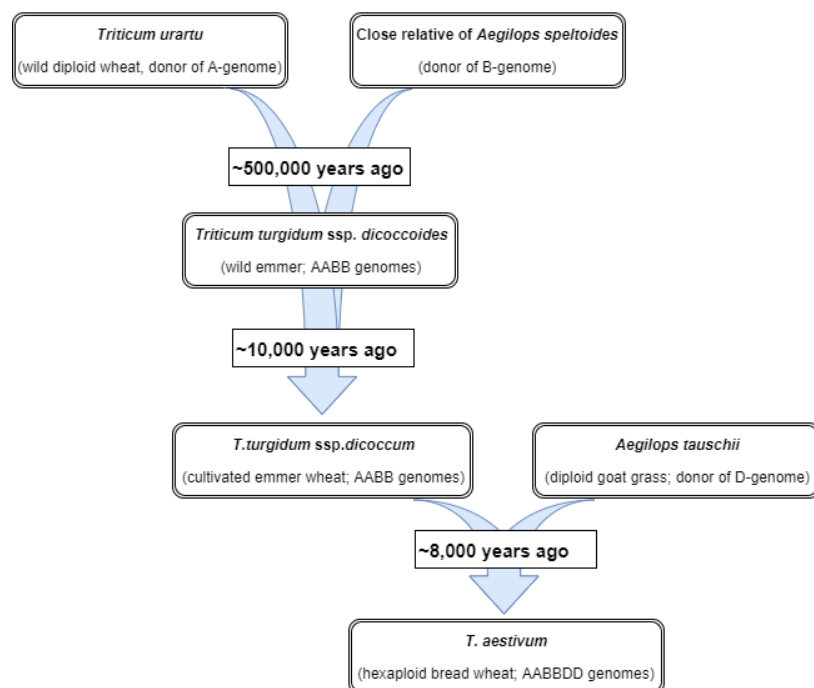 Triticum urartu
(wild diploid wheat, donor of A-genome)
Close relative of Aegilops speltoides
(donor of B-genome)
~500,000 years ago
Triticum turgidum ssp. dicoccoides
(wild emmer; AABB genomes)
~10,000 years ago
T.turgidum ssp.dicoccum
(cultivated emmer wheat; AABB genomes)
Aegilops tauschii
(diploid goat grass; donor of D-genome)
~8,000 years ago
T. aestivum
(hexaploid bread wheat; AABBDD genomes)